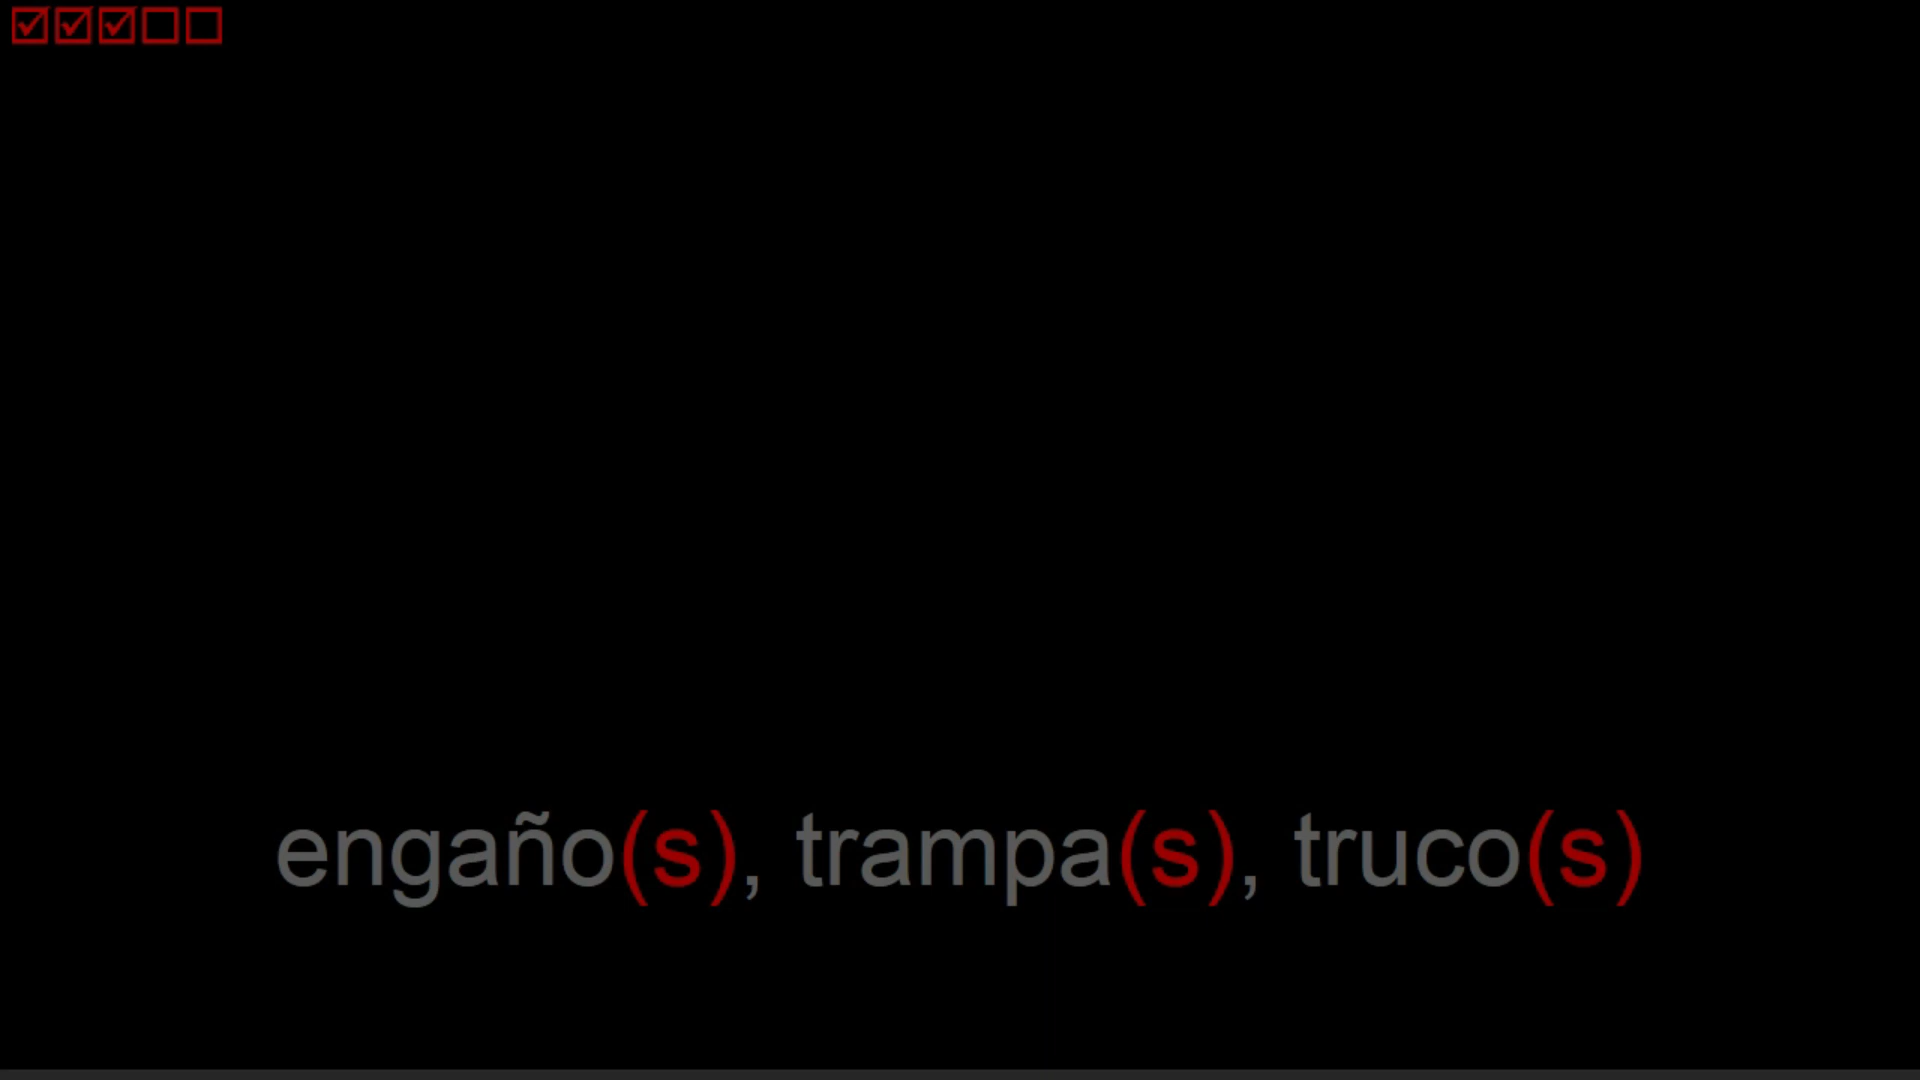 ☑☑☑☐☐
engaño(s), trampa(s), truco(s)